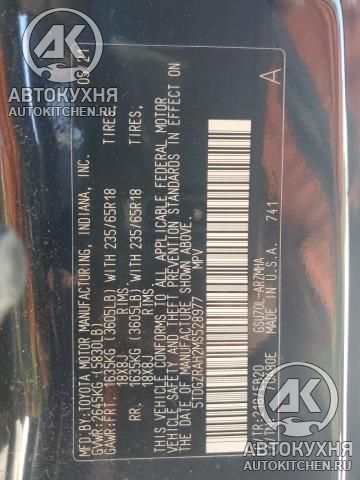 АВТОКУХНЯ
AUTOKITCHEN.RU
MFD.BY:TOYOTA MOTOR MANUFACTURING, INDIANA, INC.
GVWR:2645KG (5830LB)
GAWR:FRT. 1635KG (3605LB) WITH 235/65R18 TIRES,
18X8J RIMS,
RR. 1635KG (3605LB) WITH 235/65R18 TIRES,
18X8J RIMS,
THIS VEHICLE CONFORMS TO ALL APPLICABLE FEDERAL MOTOR
VEHICLE SAFETY AND THEFT PREVENTION STANDARDS IN EFFECT ON
THE DATE OF MANUFACTURE SHOWN ABOVE.
MPV
C/TR:
GSU70L-ARZMHA
MADE IN U.S.A. 741
A
АВТОКУХНЯ
AUTOKITCHEN.RU